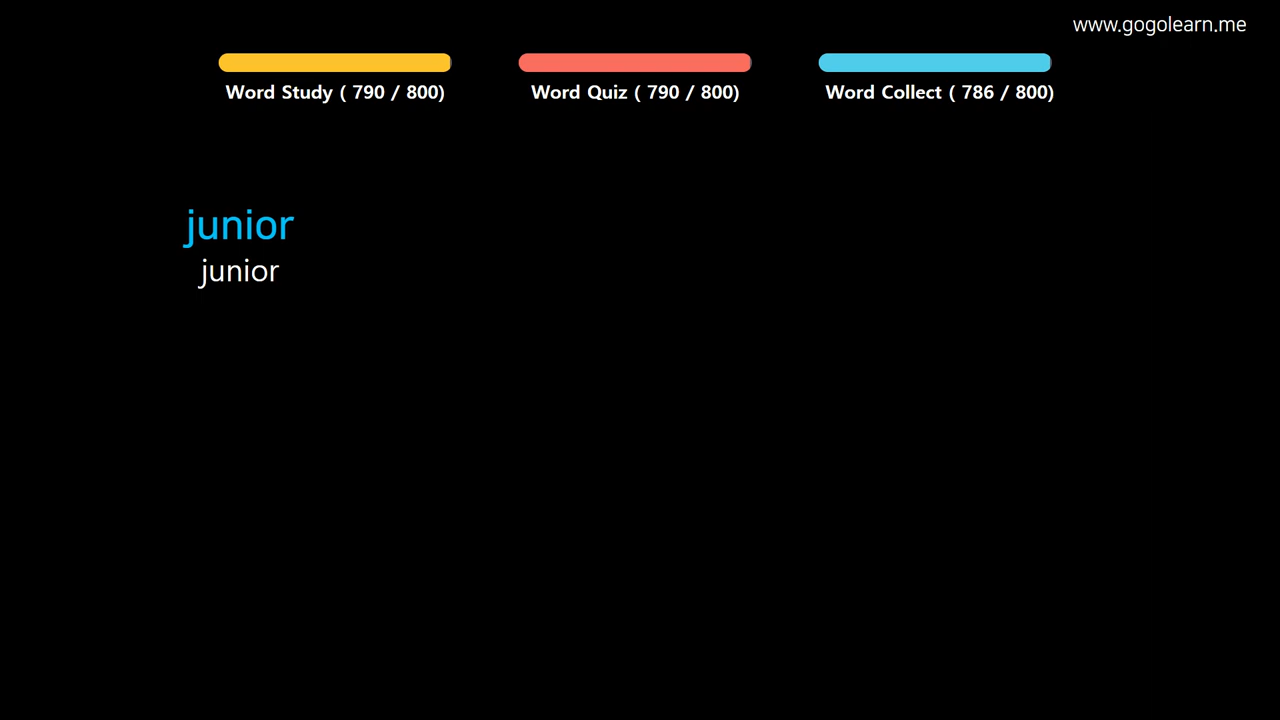 www.gogolearn.me
Word Study ( 790 / 800)
Word Quiz ( 790 / 800)
Word Collect ( 786 / 800)
junior
junior